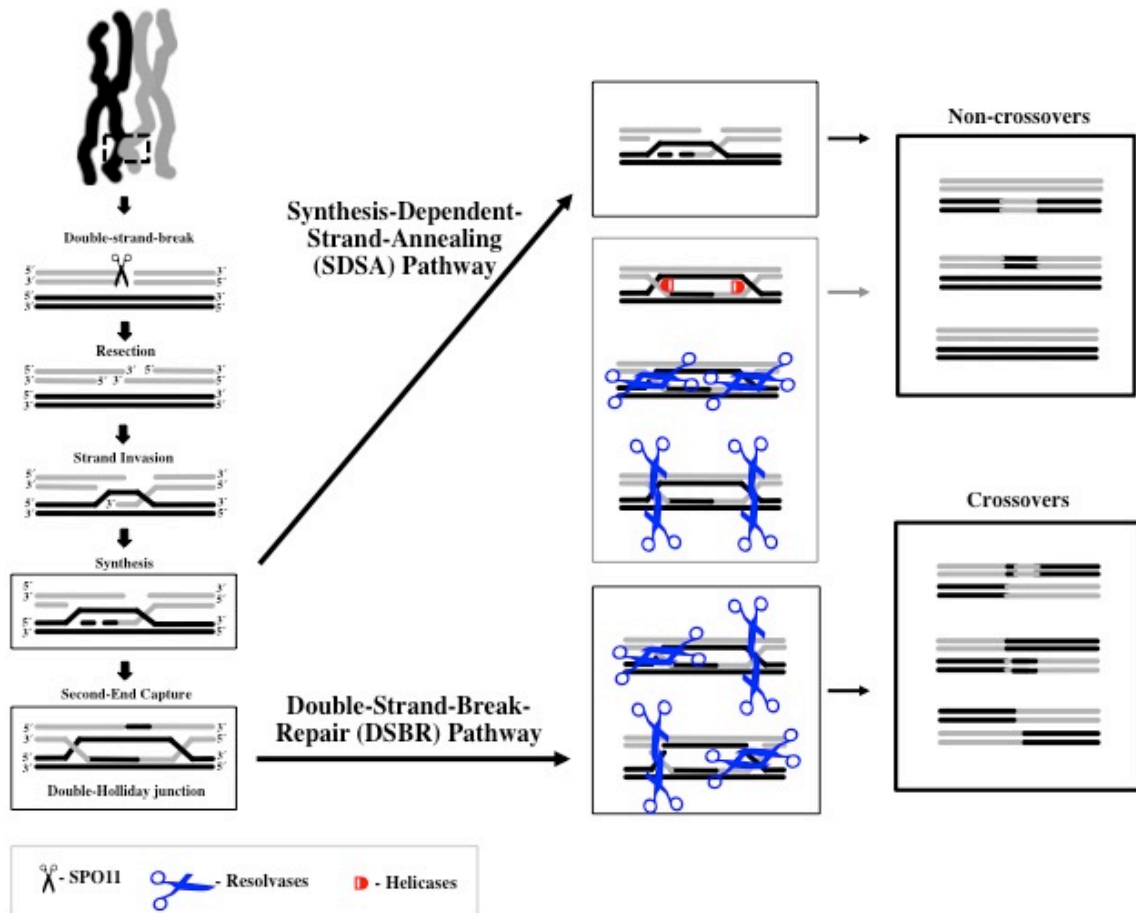 Double-strand-break
5´ 3´
3´ 5´
5´ 3´
3´ 5´
Resection
5´ 3´ 5´ 3´
3´ 5´ 3´ 5´
5´ 3´
3´ 5´
Strand Invasion
5´ 3´
3´ 5´
5´ 3´ 3´
3´ 5´
Synthesis
5´ 3´
3´ 5´
5´ 3´
3´ 5´
Second-End Capture
5´ 3´
3´ 5´
5´ 3´
3´ 5´
Double-Holliday junction
Synthesis-Dependent-
Strand-Annealing
(SDSA) Pathway
Double-Strand-Break-
Repair (DSBR) Pathway
Non-crossovers
Crossovers
- SPO11
- Resolvases
- Helicases